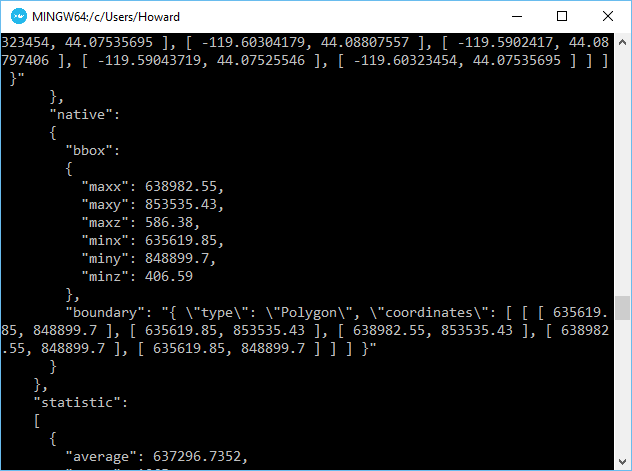 MINGW64:/c/Users/Howard
323454, 44.07535695 ], [ -119.60304179, 44.08807557 ], [ -119.5902417, 44.08
797406 ], [ -119.59043719, 44.07525546 ], [ -119.60323454, 44.07535695 ] ] ]
}"
},
"native":
{
"bbox":
{
"maxx": 638982.55,
"maxy": 853535.43,
"maxz": 586.38,
"minx": 635619.85,
"miny": 848899.7,
"minz": 406.59
},
"boundary": "{ \"type\": \"Polygon\", \"coordinates\": [ [ [ 635619.
85, 848899.7 ], [ 635619.85, 853535.43 ], [ 638982.55, 853535.43 ], [ 638982
.55, 848899.7 ], [ 635619.85, 848899.7 ] ] ] }"
}
},
"statistic":
[
{
"average": 637296.7352,